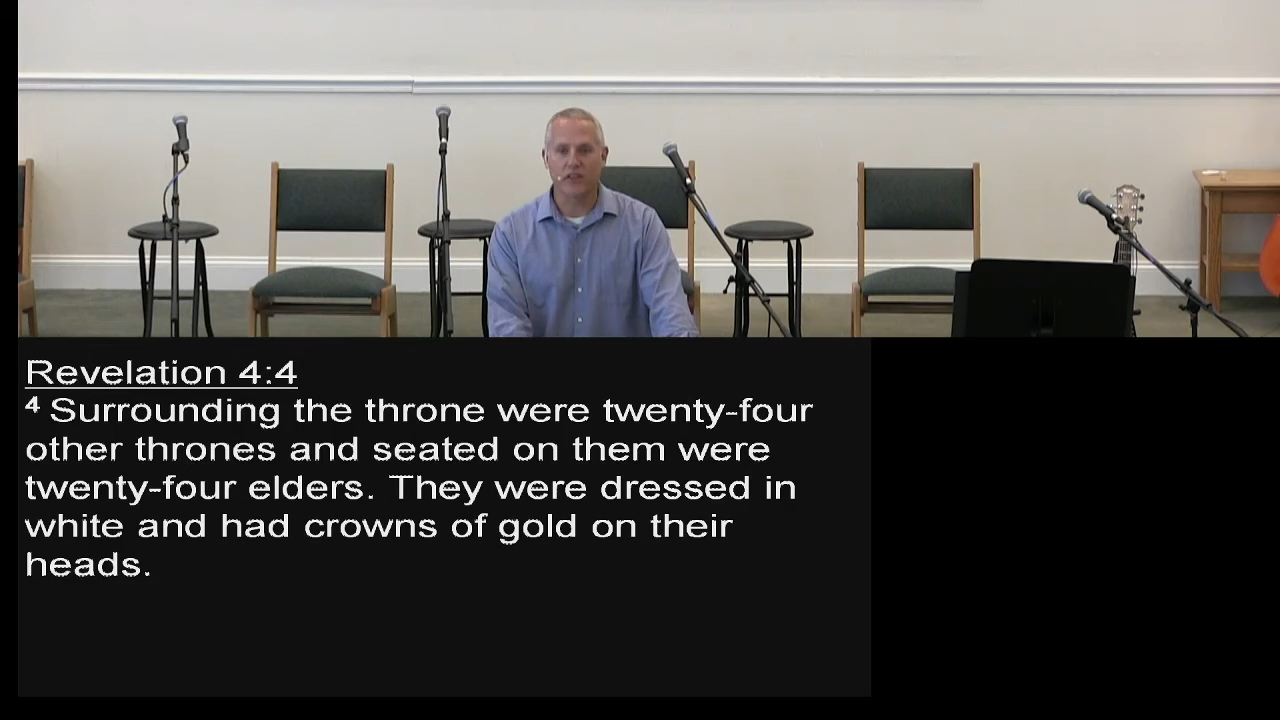 Revelation 4:4
4 Surrounding the throne were twenty-four
other thrones and seated on them were
twenty-four elders. They were dressed in
white and had crowns of gold on their
heads.